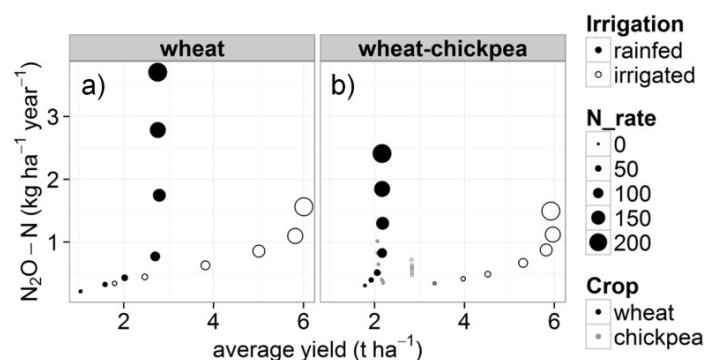 wheat
wheat-chickpea
a)
b)
3
2
1
N₂O – N (kg ha⁻¹ year⁻¹)
2 4 6 2 4 6
average yield (t ha⁻¹)
Irrigation
rainfed
irrigated
N_rate
0
50
100
150
200
Crop
wheat
chickpea